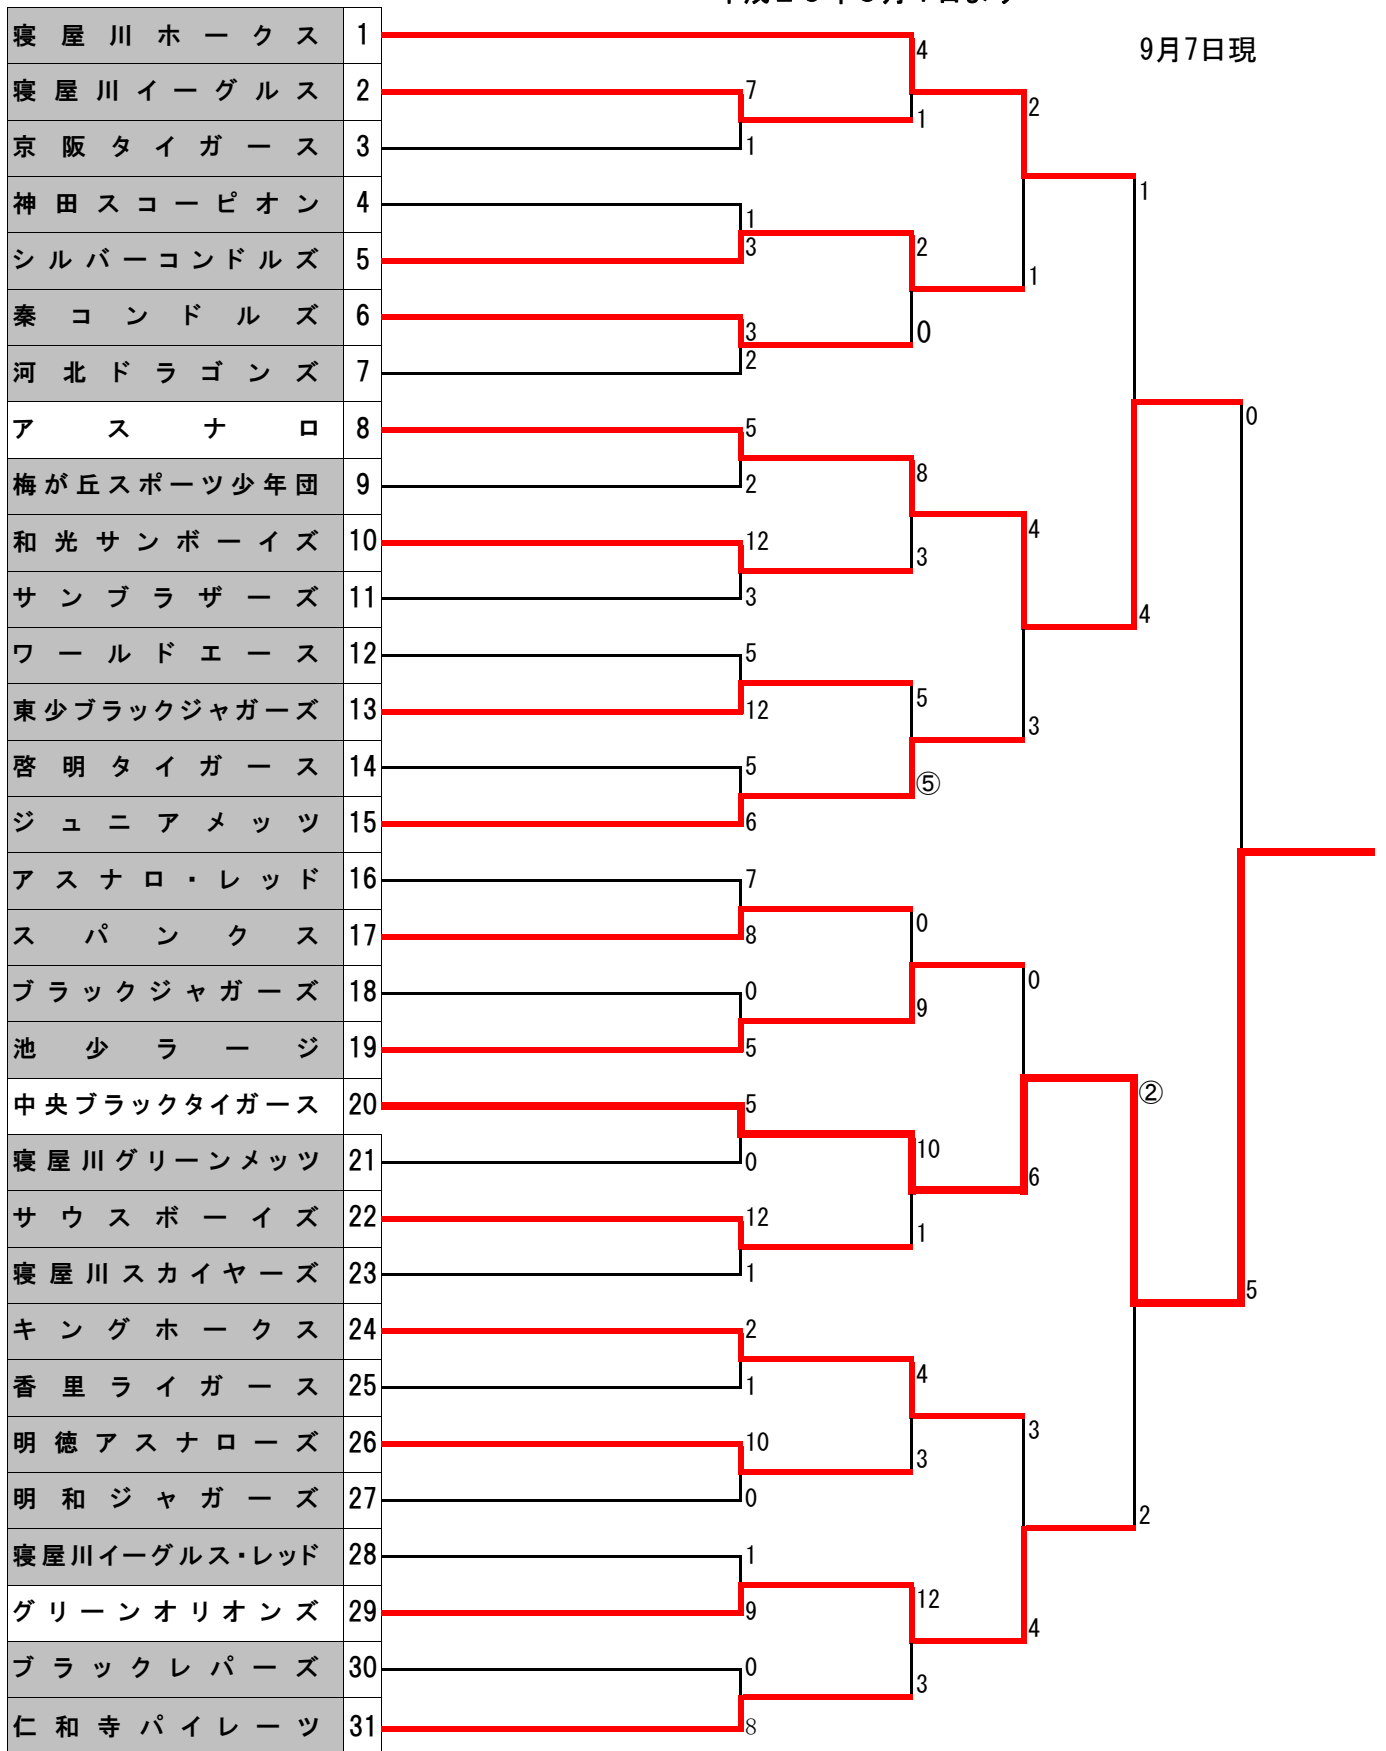 9月7日現
寝屋川ホークス 1
寝屋川イーグルス 2
京阪タイガース 3
神田スコーピオン 4
シルバーコンドルズ 5
秦コンドルズ 6
河北ドラゴンズ 7
アスナロ 8
梅が丘スポーツ少年団 9
和光サンボーイズ 10
サンブラザーズ 11
ワールドエース 12
東少ブラックジャガーズ 13
啓明タイガース 14
ジュニアメッツ 15
アスナロ・レッド 16
スパンクス 17
ブラックジャガーズ 18
池少ラージ 19
中央ブラックタイガース 20
寝屋川グリーンメッツ 21
サウスボーイズ 22
寝屋川スカイヤーズ 23
キングホークス 24
香里ライガース 25
明徳アスナローズ 26
明和ジャガーズ 27
寝屋川イーグルス・レッド 28
グリーンオリオンズ 29
ブラックレパーズ 30
仁和寺パイレーツ 31
7
1
1
3
3
2
5
2
12
3
5
12
5
6
7
8
0
5
5
0
12
1
2
1
10
0
1
9
0
8
4
1
2
0
8
3
5
⑤
0
9
10
1
4
3
12
3
2
1
4
3
0
6
3
4
1
4
②
2
0
5